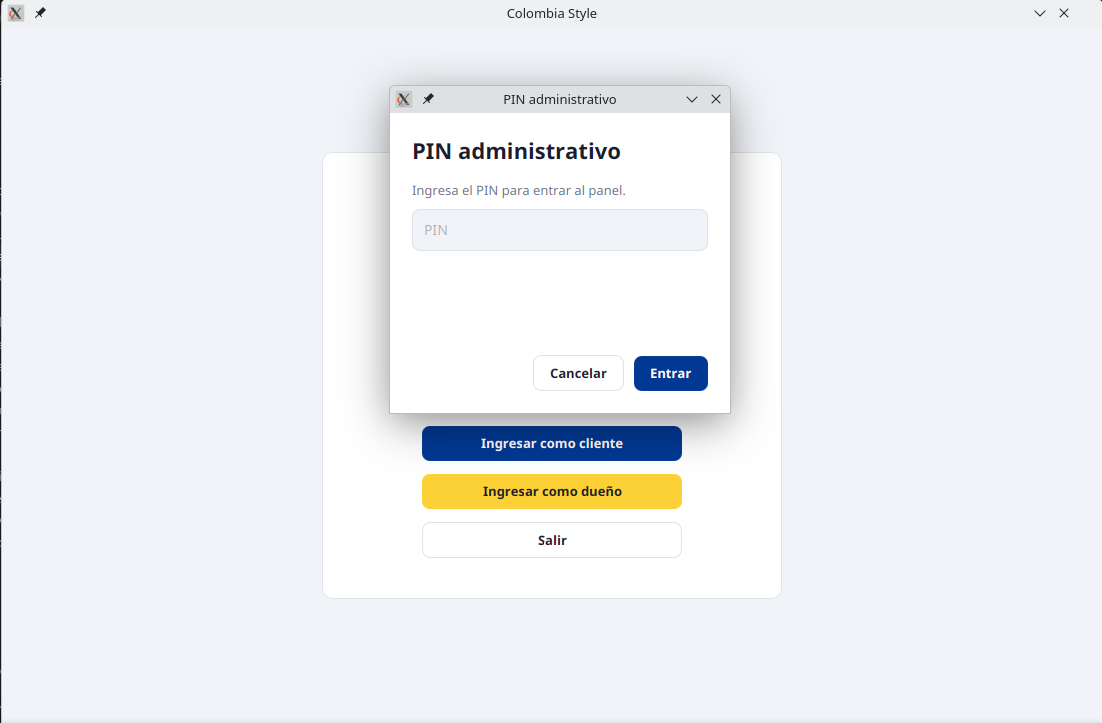 Colombia Style
PIN administrativo
PIN administrativo
Ingresa el PIN para entrar al panel.
PIN
Cancelar
Entrar
Ingresar como cliente
Ingresar como dueño
Salir